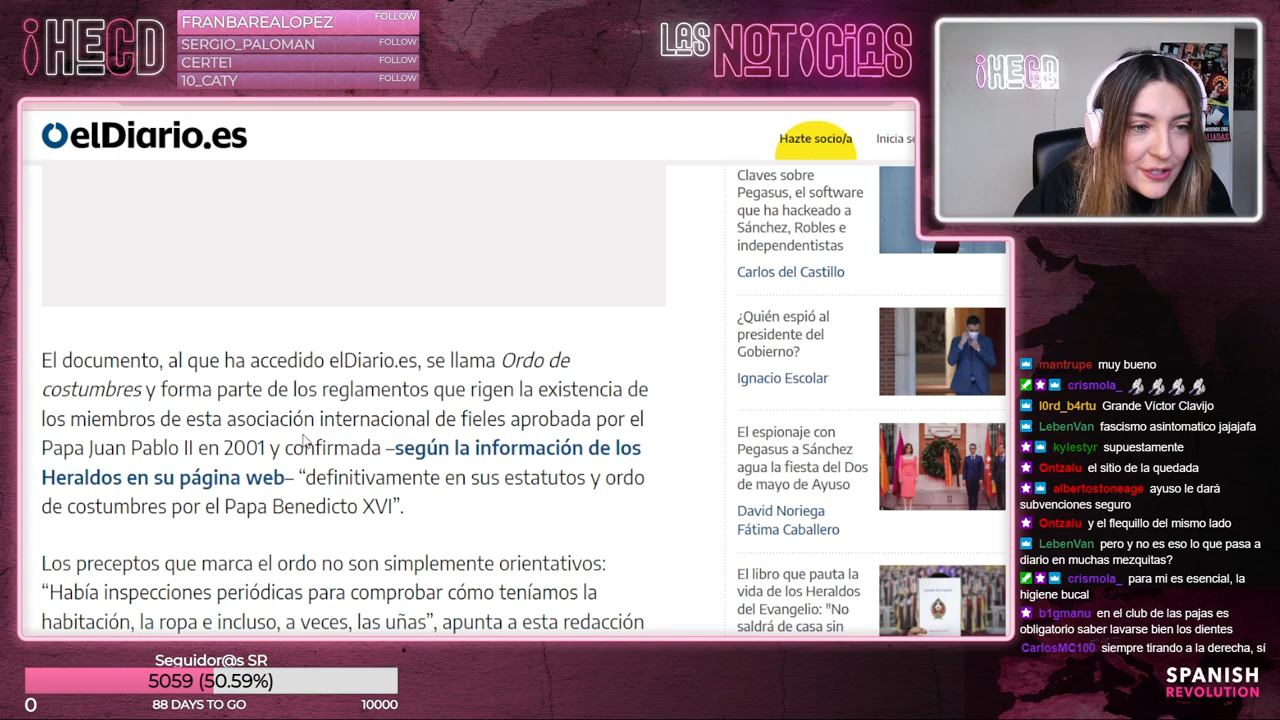 ¡HECD
FRANBAREALOPEZ FOLLOW
SERGIO_PALOMAN FOLLOW
CERTE1 FOLLOW
10_CATY FOLLOW
LAS NOTICIAS
¡HECD
elDiario.es
Hazte socio/a
Inicia se
El documento, al que ha accedido elDiario.es, se llama Ordo de
costumbres y forma parte de los reglamentos que rigen la existencia de
los miembros de esta asociación internacional de fieles aprobada por el
Papa Juan Pablo II en 2001 y confirmada –según la información de los
Heraldos en su página web– “definitivamente en sus estatutos y ordo
de costumbres por el Papa Benedicto XVI”.
Los preceptos que marca el ordo no son simplemente orientativos:
“Había inspecciones periódicas para comprobar cómo teníamos la
habitación, la ropa e incluso, a veces, las uñas”, apunta a esta redacción
Claves sobre
Pegasus, el software
que ha hackeado a
Sánchez, Robles e
independentistas
Carlos del Castillo
¿Quién espió al
presidente del
Gobierno?
Ignacio Escolar
El espionaje con
Pegasus a Sánchez
agua la fiesta del Dos
de mayo de Ayuso
David Noriega
Fátima Caballero
El libro que pauta la
vida de los Heraldos
del Evangelio: "No
saldrá de casa sin
mantrupe muy bueno
crismola_
l0rd_b4rtu Grande Víctor Clavijo
LebenVan fascismo asintomatico jajajafa
kylestyr supuestamente
Ontzalu el sitio de la quedada
albertostoneage ayuso le dará
subvenciones seguro
Ontzalu y el flequillo del mismo lado
LebenVan pero y no es eso lo que pasa a
diario en muchas mezquitas?
crismola_ para mi es esencial, la
higiene bucal
b1gmanu en el club de las pajas es
obligatorio saber lavarse bien los dientes
CarlosMC100 siempre tirando a la derecha, sí
Seguidor@s SR
5059 (50.59%)
0 88 DAYS TO GO 10000
SPANISH
REVOLUTION